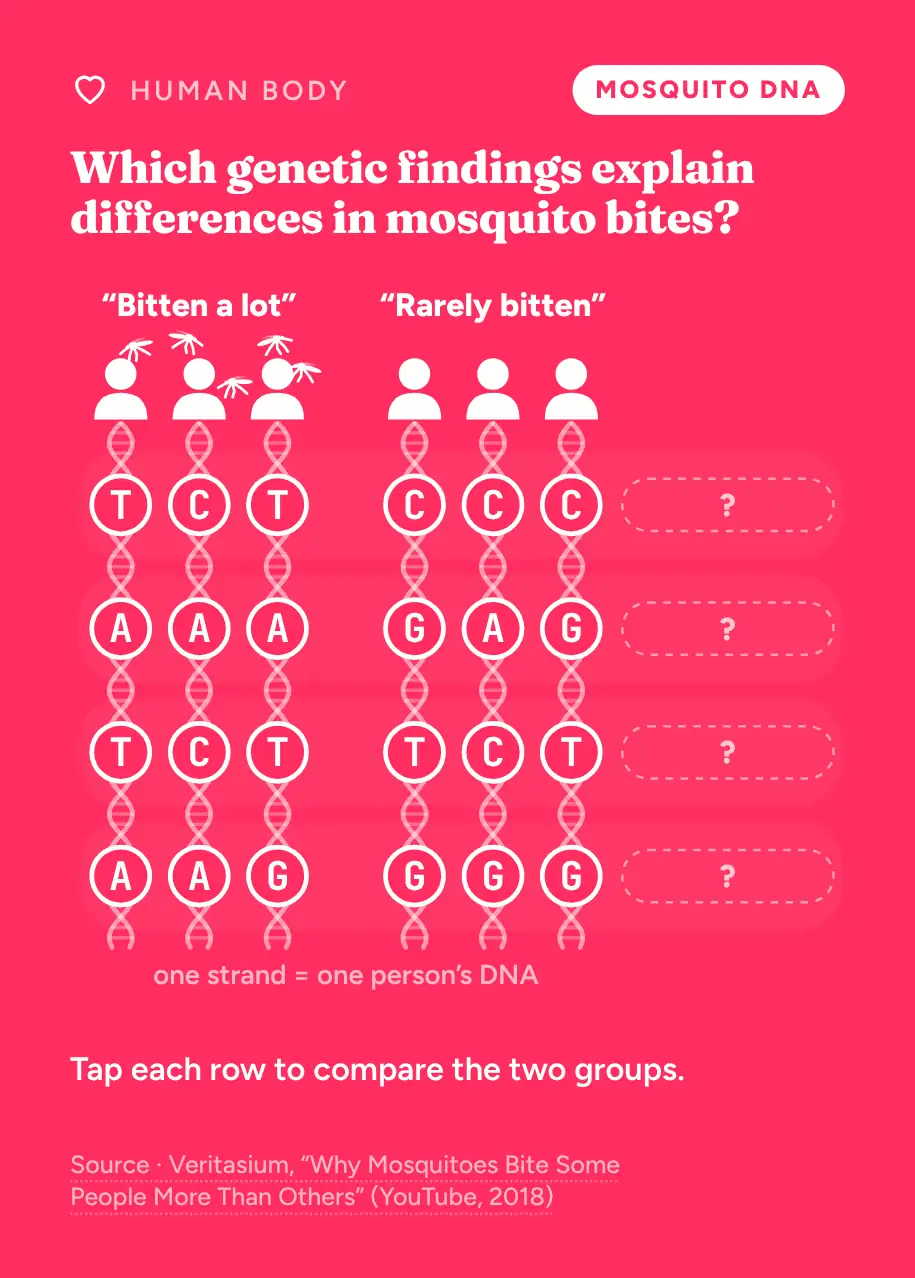 HUMAN BODY
MOSQUITO DNA
Which genetic findings explain
differences in mosquito bites?
“Bitten a lot” “Rarely bitten”
T C T C C C ?
A A A G A G ?
T C T T C T ?
A A G G G G ?
one strand = one person’s DNA
Tap each row to compare the two groups.
Source · Veritasium, “Why Mosquitoes Bite Some
People More Than Others” (YouTube, 2018)